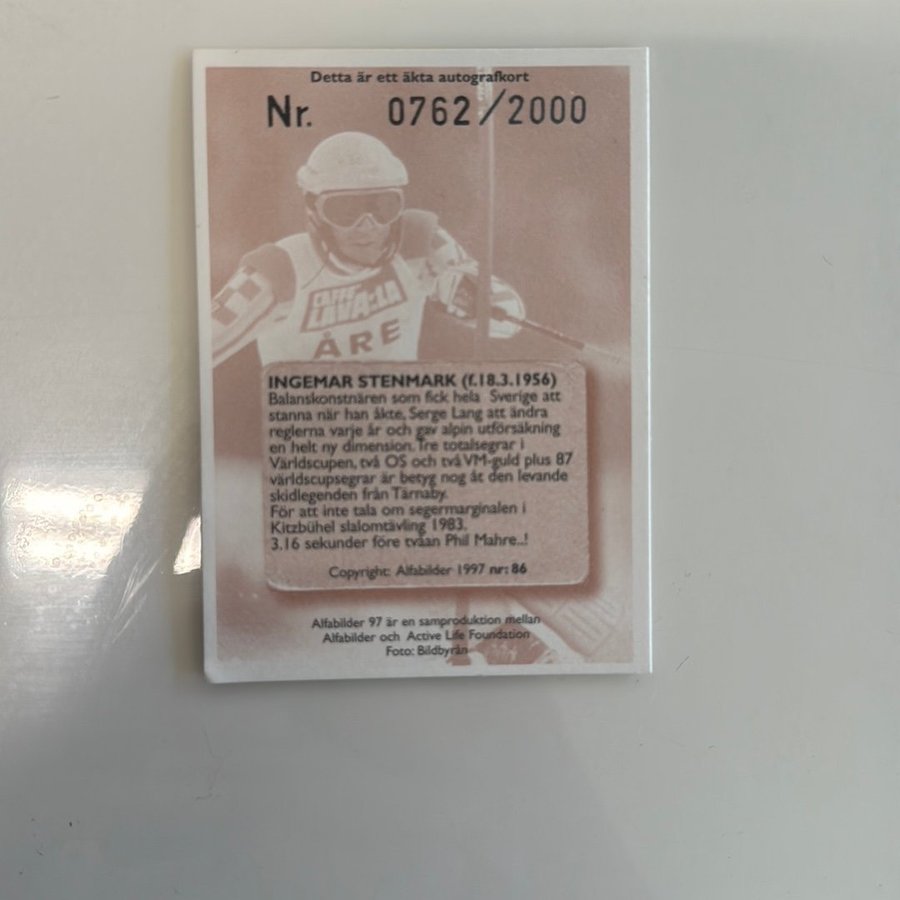 Detta är ett äkta autografkort
Nr. 0762/2000
CAFFE
LAVAZZA
ÅRE
INGEMAR STENMARK (f.18.3.1956)
Balanskonstnären som fick hela Sverige att
stanna när han åkte, Serge Lang att ändra
reglerna varje år och gav alpin utförsåkning
en helt ny dimension. Tre totalsegrar i
Världscupen, två OS och två VM-guld plus 87
världscupsegrar är betyg nog åt den levande
skidlegenden från Tärnaby.
För att inte tala om segermarginalen i
Kitzbühel slalomtävling 1983.
3.16 sekunder före tvåan Phil Mahre..!
Copyright: Alfabilder 1997 nr: 86
Alfabilder 97 är en samproduktion mellan
Alfabilder och Active Life Foundation
Foto: Bildbyrån